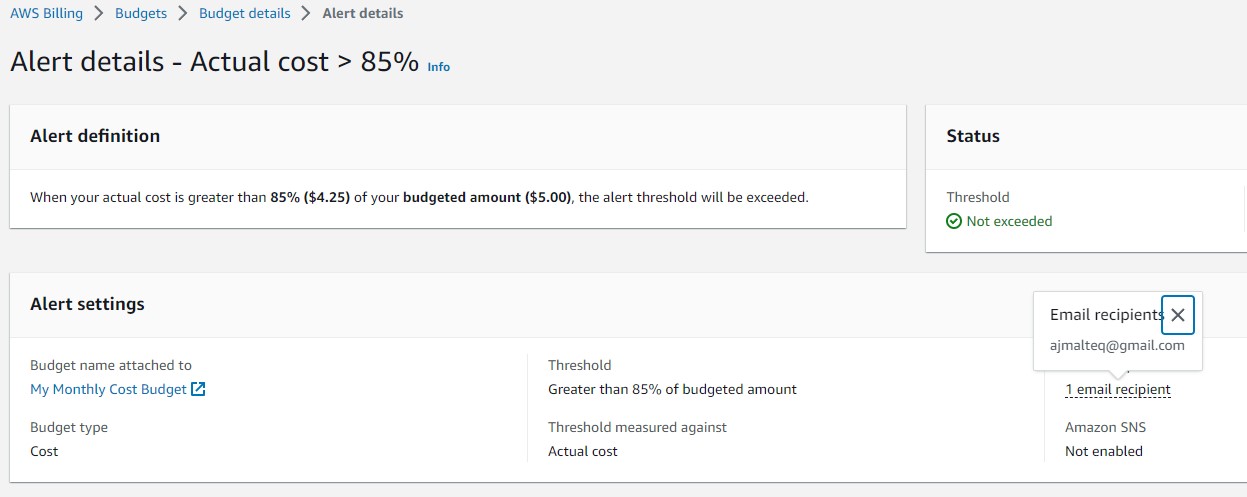 AWS Billing > Budgets > Budget details > Alert details
Alert details - Actual cost > 85% Info
Alert definition
When your actual cost is greater than 85% ($4.25) of your budgeted amount ($5.00), the alert threshold will be exceeded.
Status
Threshold
Not exceeded
Alert settings
Budget name attached to
My Monthly Cost Budget
Budget type
Cost
Threshold
Greater than 85% of budgeted amount
Threshold measured against
Actual cost
Email recipients
ajmalteq@gmail.com
1 email recipient
Amazon SNS
Not enabled